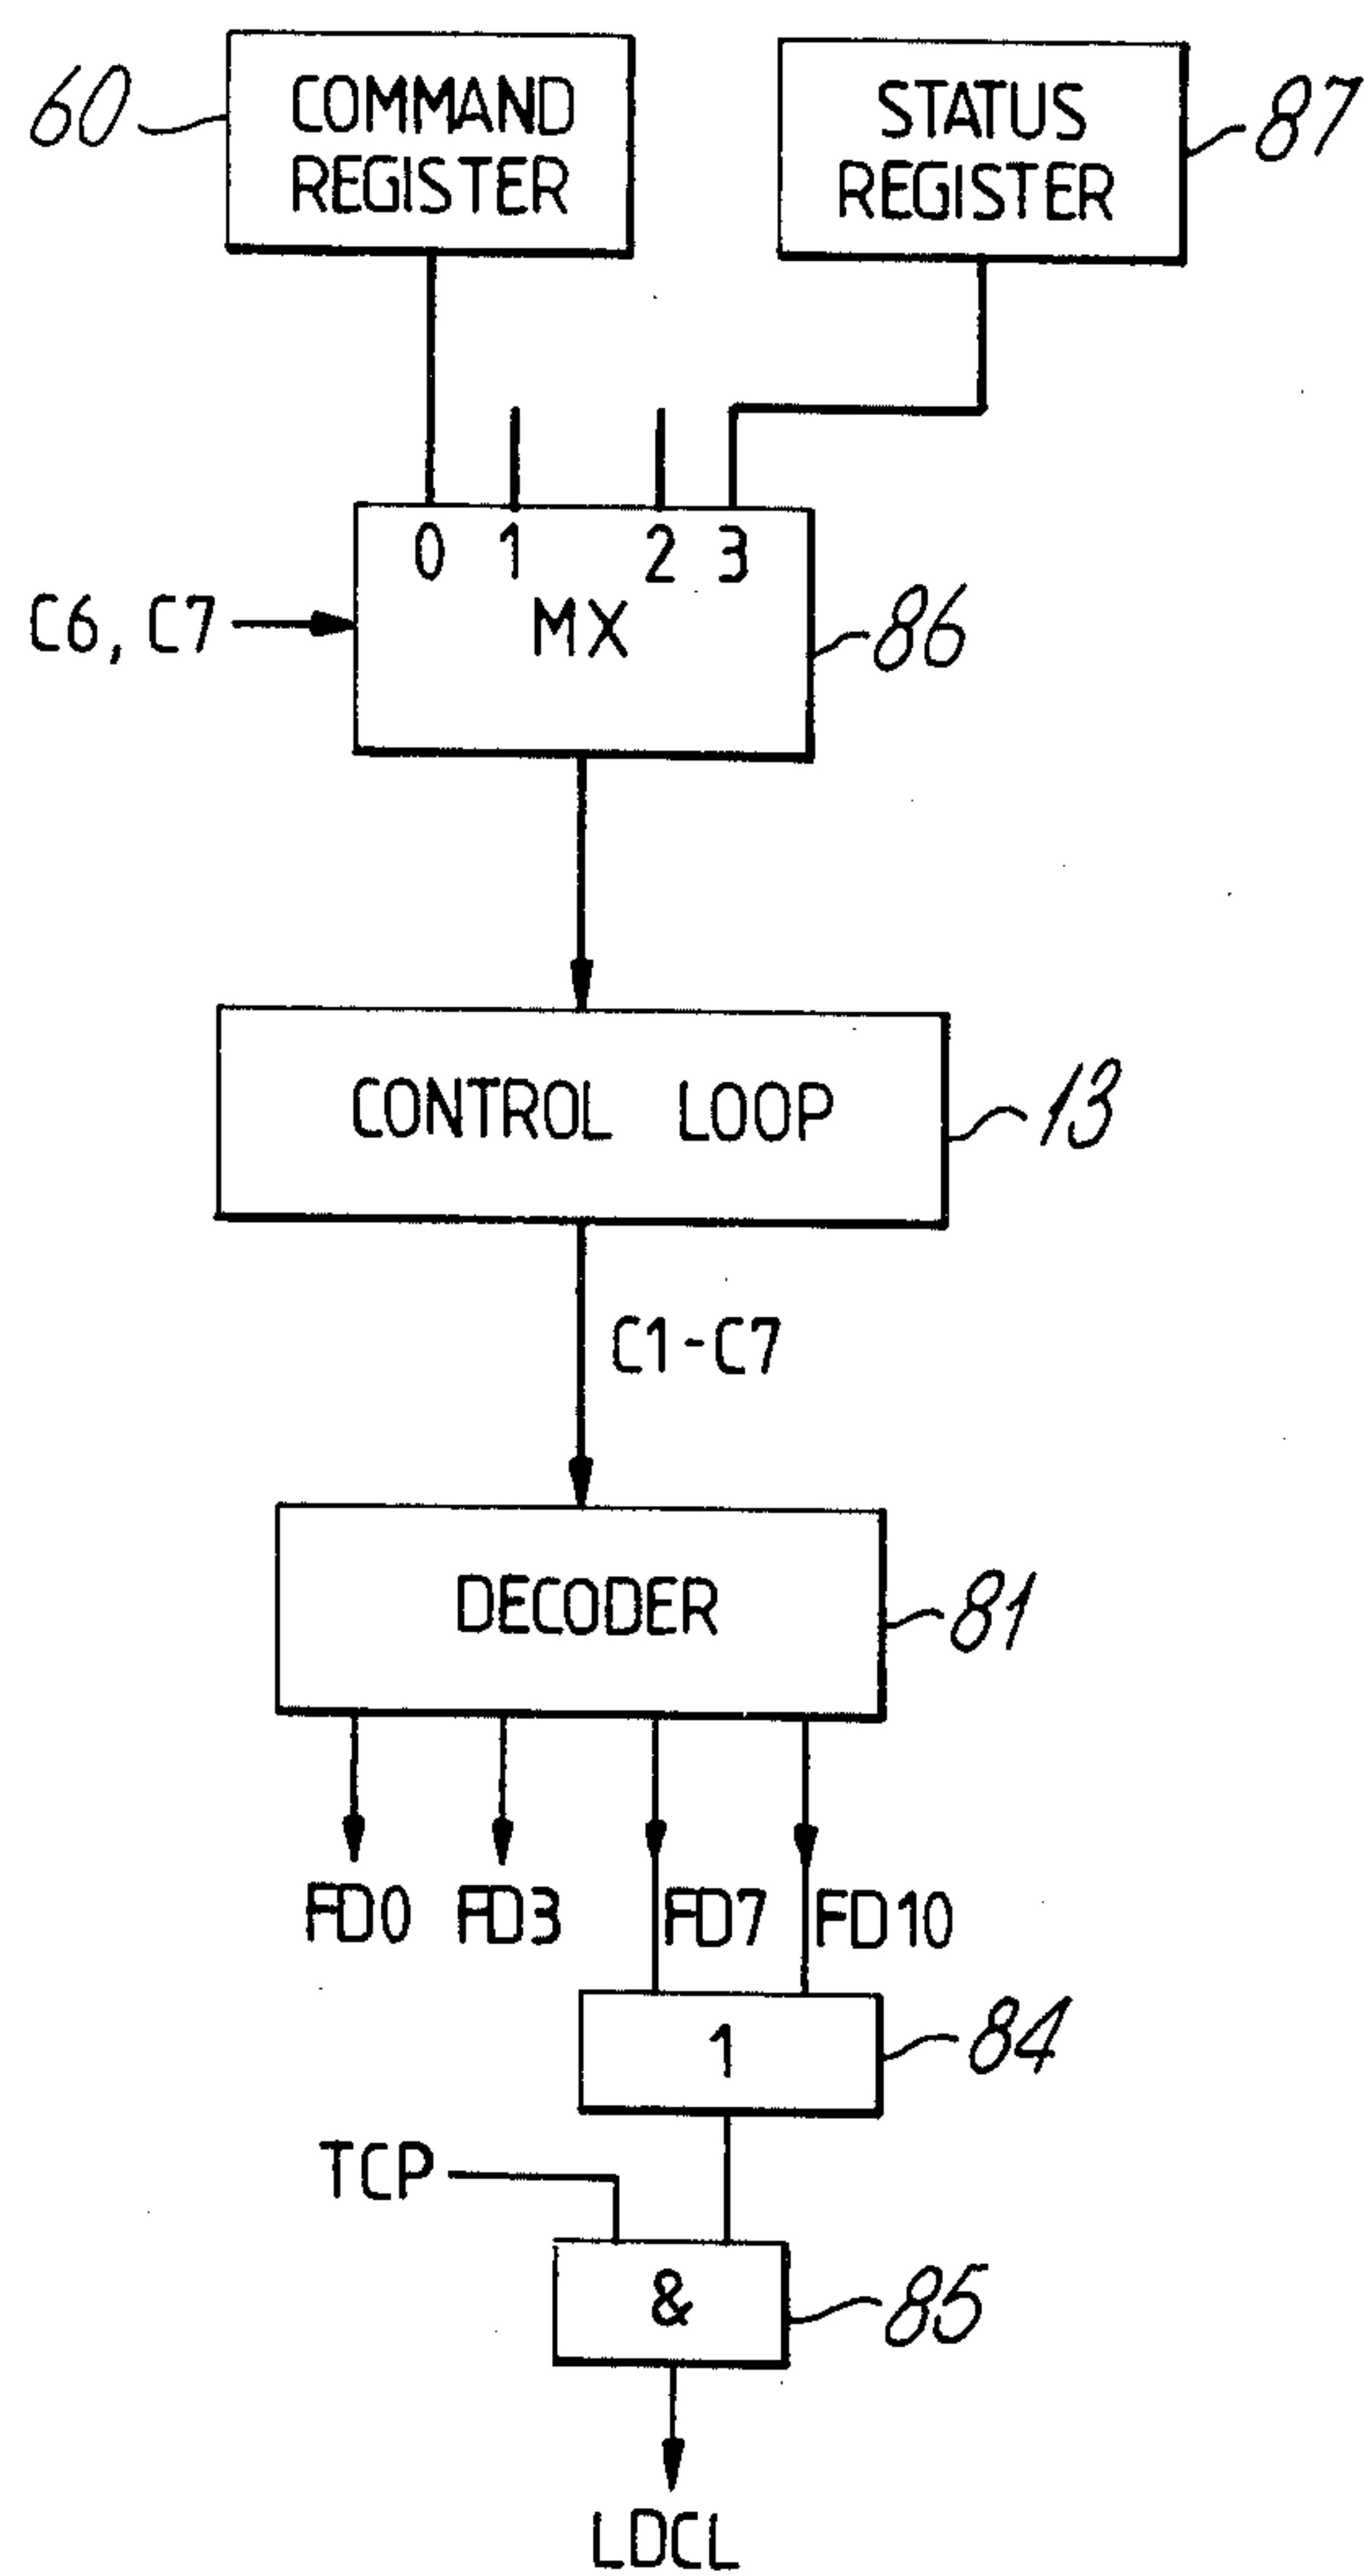 60
COMMAND
REGISTER
STATUS
REGISTER
87
0 1 2 3
C6, C7
MX
86
CONTROL LOOP
13
C1-C7
DECODER
81
FD0 FD3 FD7 FD10
1
84
TCP
&
85
LDCL